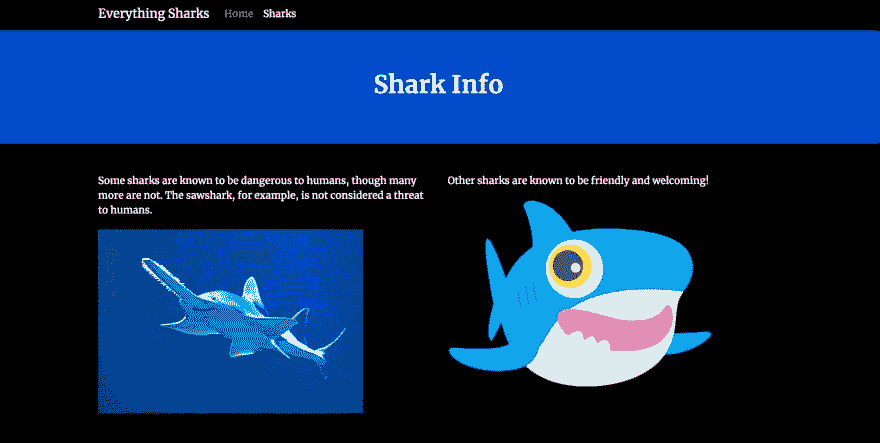 Everything Sharks Home Sharks
Shark Info
Some sharks are known to be dangerous to humans, though many
more are not. The sawshark, for example, is not considered a threat
to humans.
Other sharks are known to be friendly and welcoming!